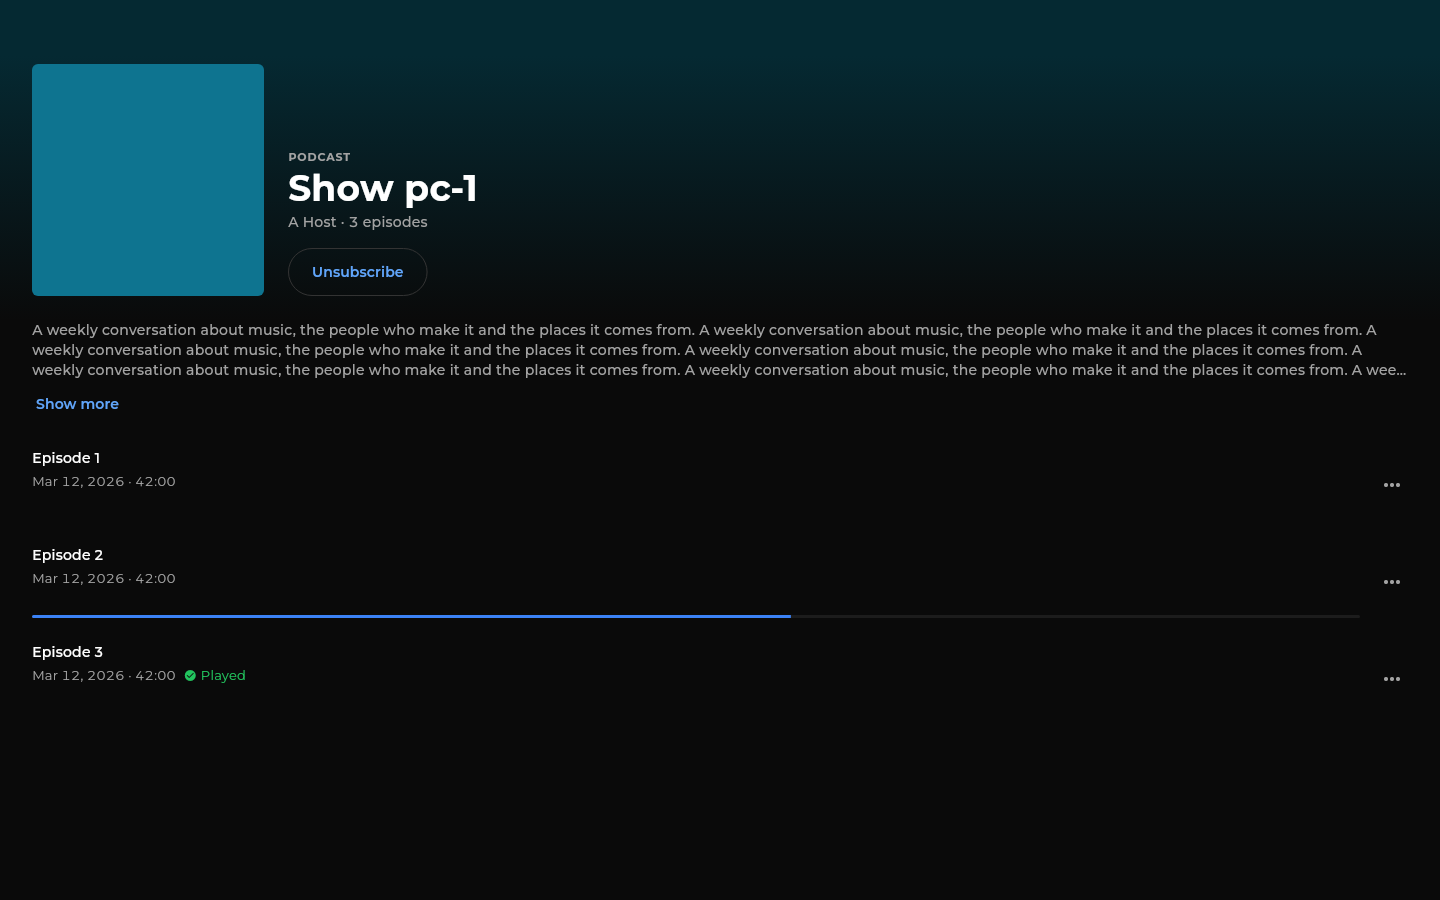 PODCAST
Show pc-1
A Host · 3 episodes
Unsubscribe
A weekly conversation about music, the people who make it and the places it comes from. A weekly conversation about music, the people who make it and the places it comes from. A
weekly conversation about music, the people who make it and the places it comes from. A weekly conversation about music, the people who make it and the places it comes from. A
weekly conversation about music, the people who make it and the places it comes from. A weekly conversation about music, the people who make it and the places it comes from. A wee...
Show more
Episode 1
Mar 12, 2026 · 42:00
Episode 2
Mar 12, 2026 · 42:00
Episode 3
Mar 12, 2026 · 42:00 Played